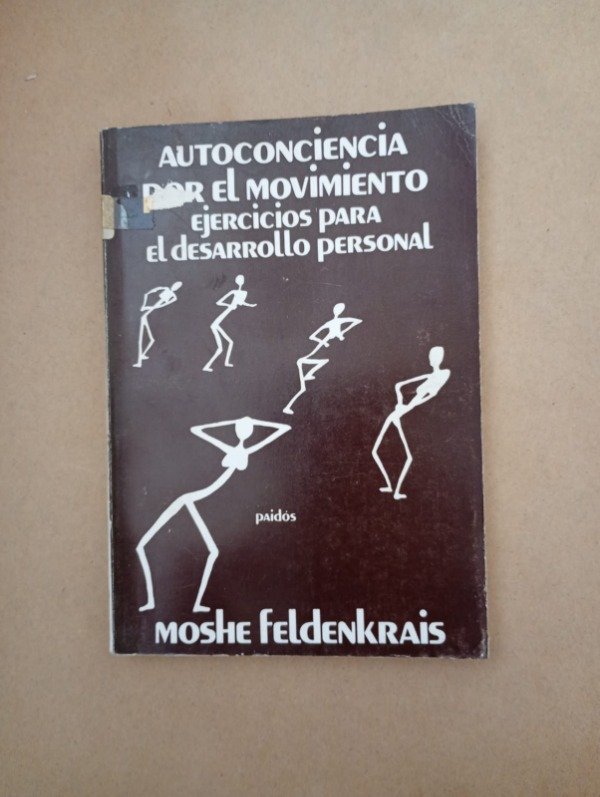 AUTOCONCIENCIA
POR EL MOVIMIENTO
EJERCICIOS PARA
EL DESARROLLO PERSONAL
PAIDÓS
MOSHE FELDENKRAIS